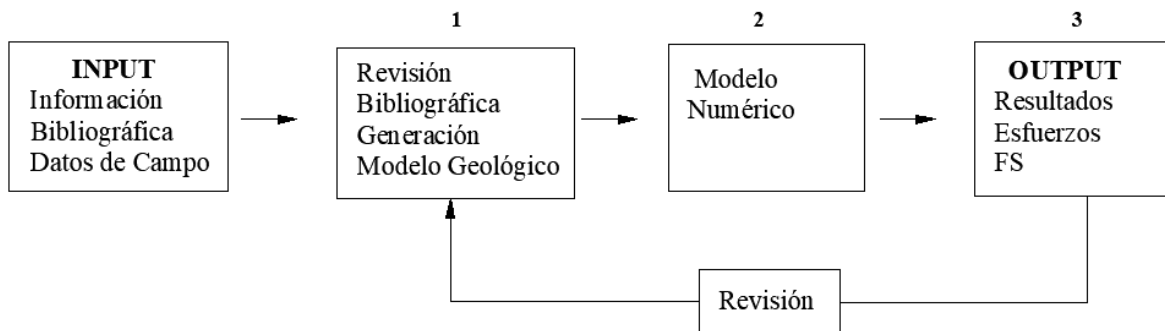 1
2
3
INPUT
Información
Bibliográfica
Datos de Campo
Revisión
Bibliográfica
Generación
Modelo Geológico
Modelo
Numérico
OUTPUT
Resultados
Esfuerzos
FS
Revisión